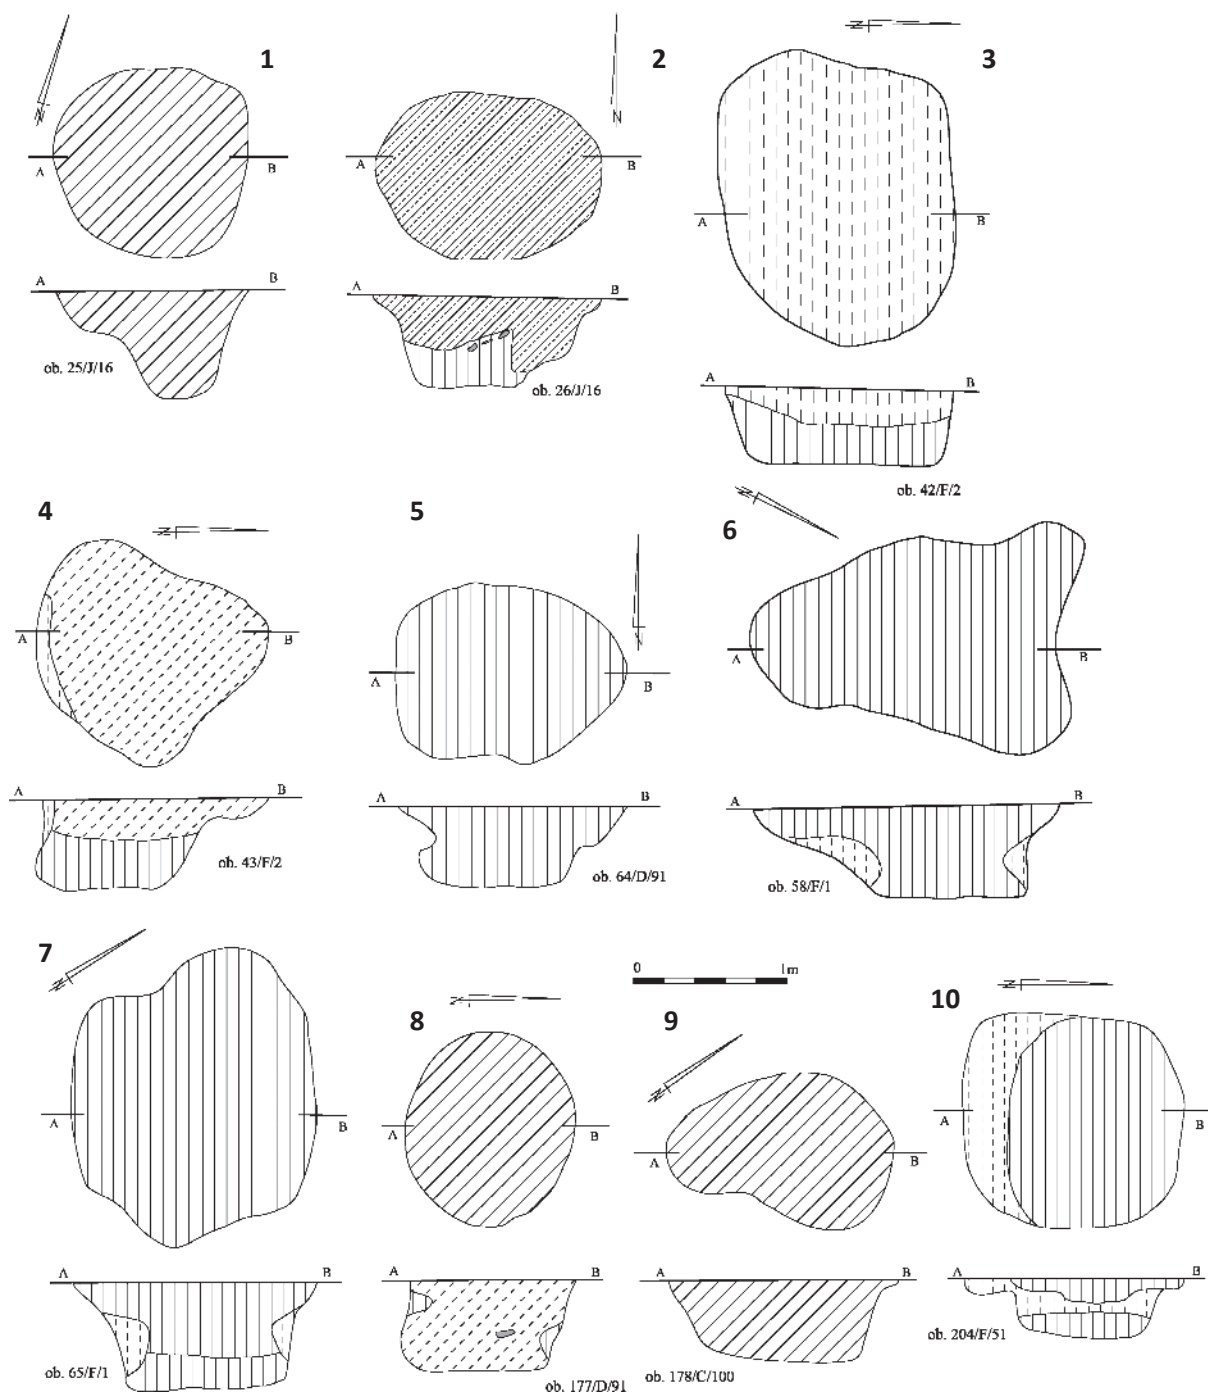 1
2
3
N
N
N
A
B
A
B
A
B
A
B
A
B
A
B
ob. 25/J/16
ob. 26/J/16
ob. 42/F/2
4
5
6
N
N
N
A
B
A
B
A
B
A
B
A
B
A
B
ob. 43/F/2
ob. 64/D/91
ob. 58/F/1
7
0 1m
8
9
10
N
N
N
N
A
B
A
B
A
B
A
B
A
B
A
B
A
B
A
B
ob. 65/F/1
ob. 177/D/91
ob. 178/C/100
ob. 204/F/51